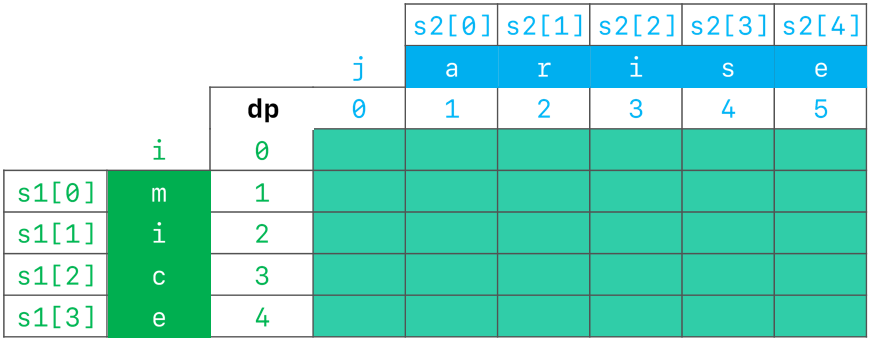 s2[0] s2[1] s2[2] s2[3] s2[4]
j a r i s e
dp 0 1 2 3 4 5
i 0
s1[0] m 1
s1[1] i 2
s1[2] c 3
s1[3] e 4